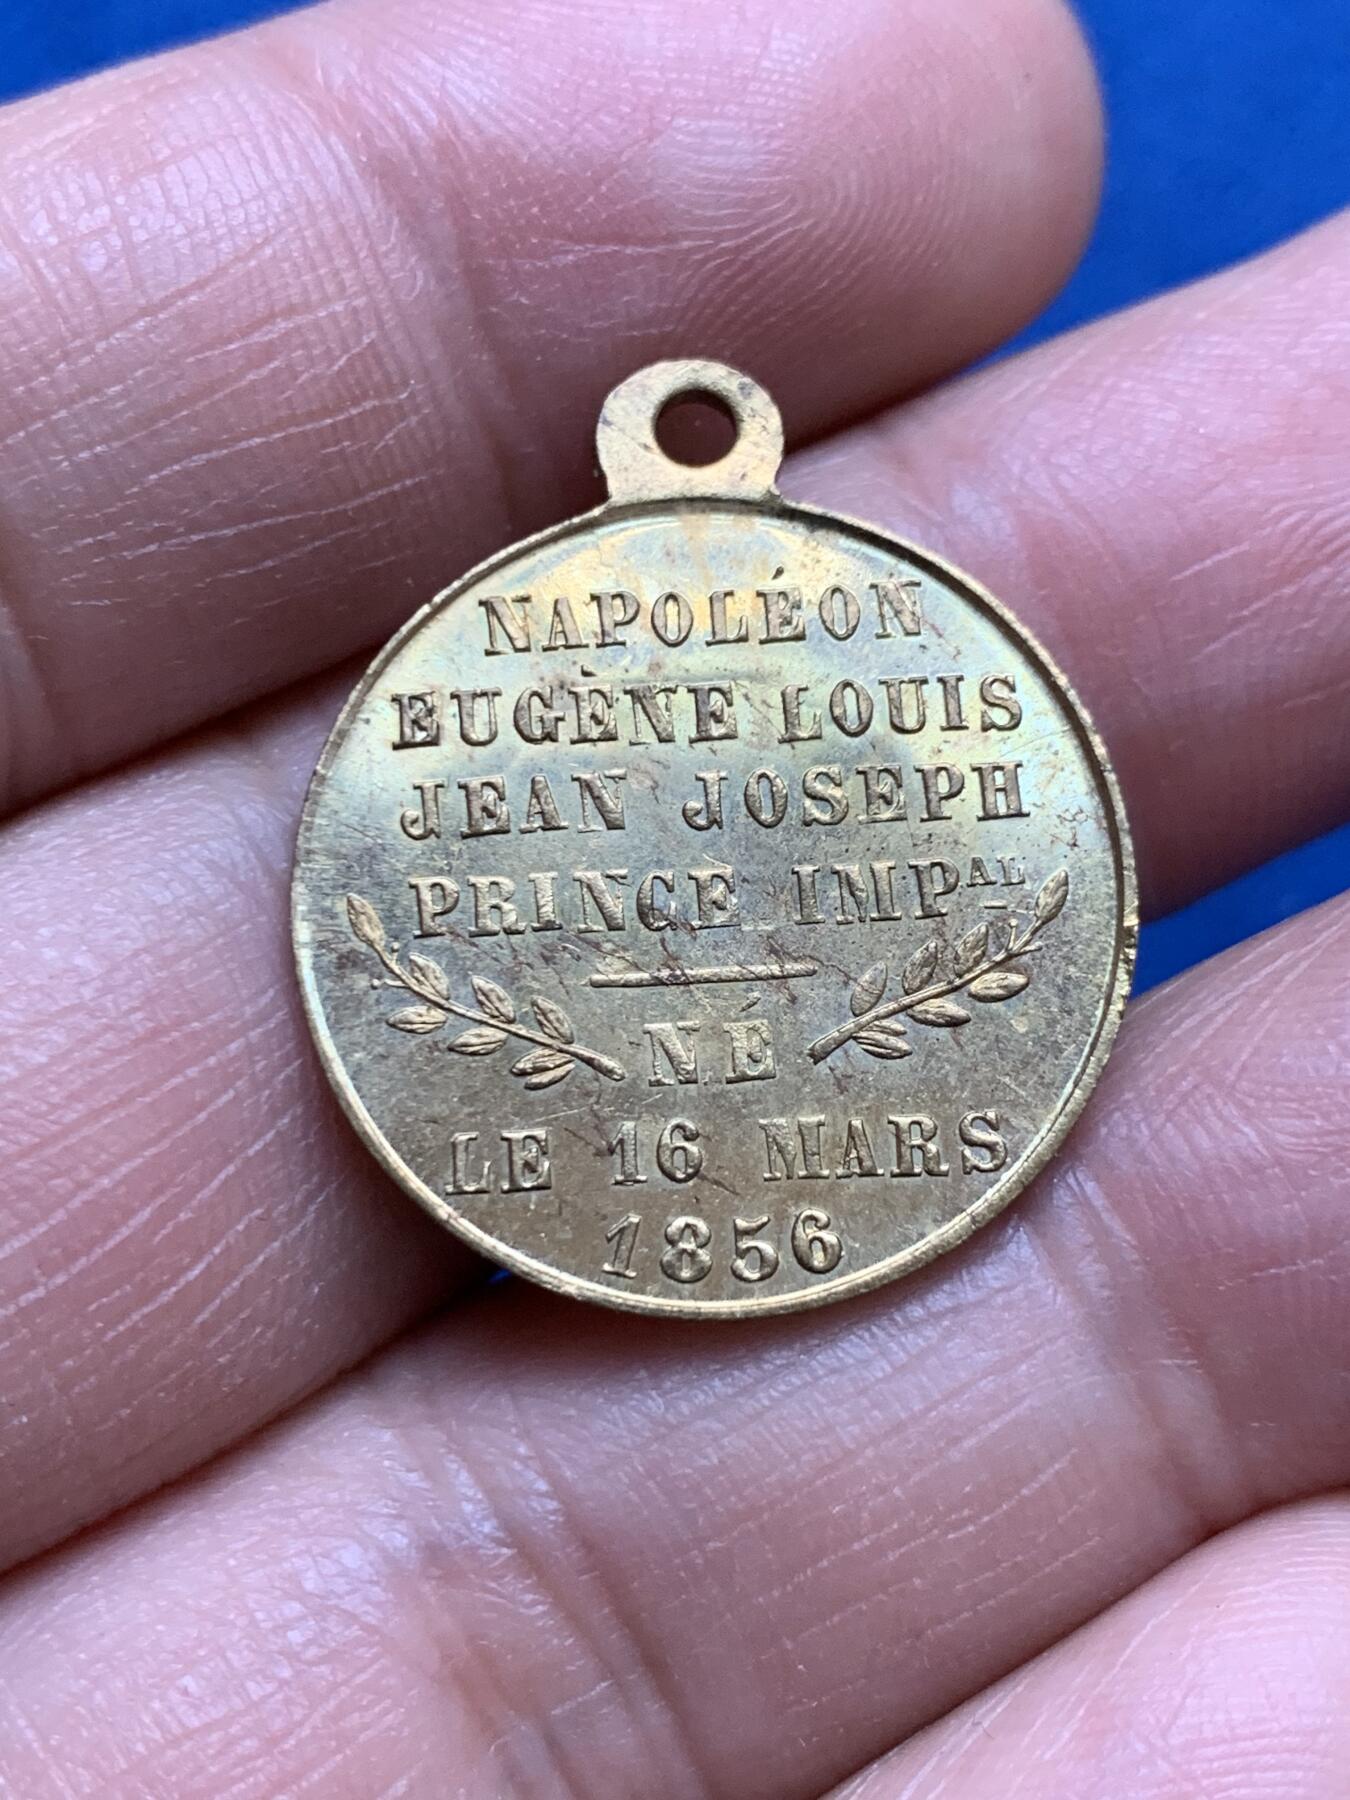 NAPOLÉON
EUGÈNE LOUIS
JEAN JOSEPH
PRINCE IMPAL
NÉ
LE 16 MARS
1856